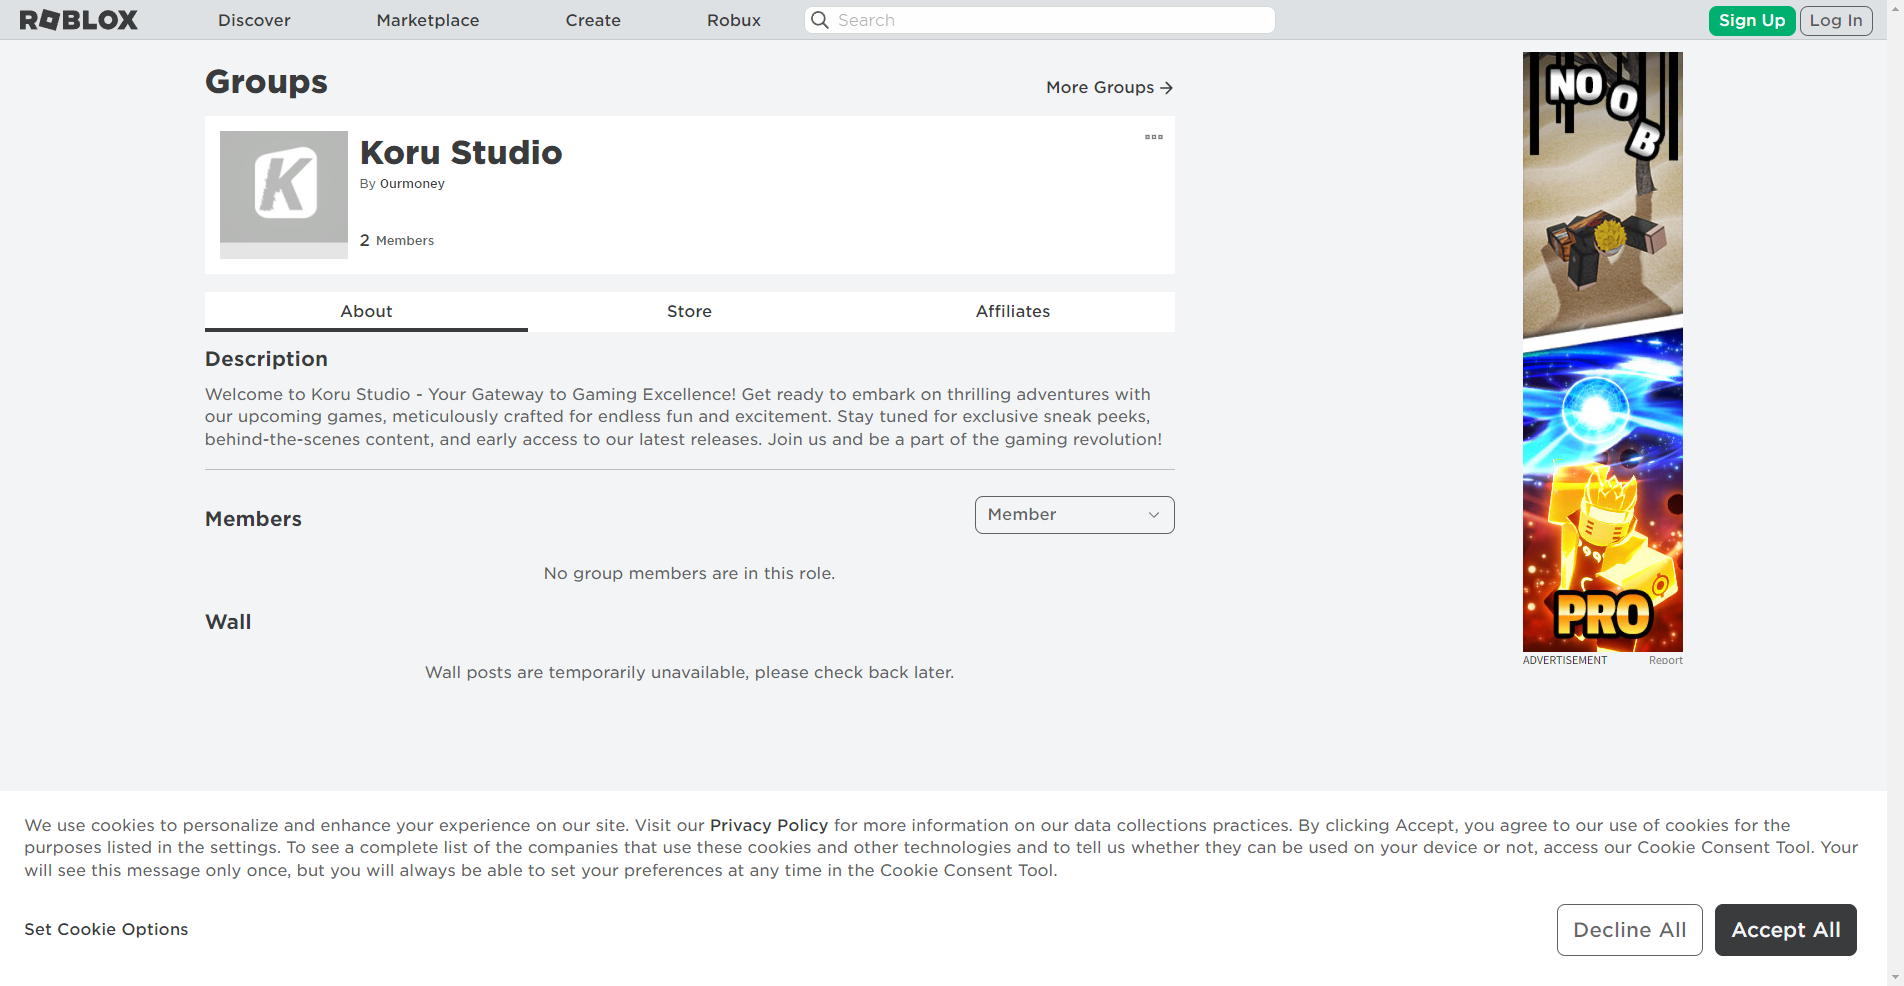 ROBLOX Discover Marketplace Create Robux Search Sign Up Log In
Groups
More Groups
K
Koru Studio
By Ourmoney
2 Members
About Store Affiliates
Description
Welcome to Koru Studio - Your Gateway to Gaming Excellence! Get ready to embark on thrilling adventures with
our upcoming games, meticulously crafted for endless fun and excitement. Stay tuned for exclusive sneak peeks,
behind-the-scenes content, and early access to our latest releases. Join us and be a part of the gaming revolution!
Members
Member
No group members are in this role.
Wall
Wall posts are temporarily unavailable, please check back later.
NOOB
PRO
ADVERTISEMENT Report
We use cookies to personalize and enhance your experience on our site. Visit our Privacy Policy for more information on our data collections practices. By clicking Accept, you agree to our use of cookies for the
purposes listed in the settings. To see a complete list of the companies that use these cookies and other technologies and to tell us whether they can be used on your device or not, access our Cookie Consent Tool. Your
will see this message only once, but you will always be able to set your preferences at any time in the Cookie Consent Tool.
Set Cookie Options
Decline All Accept All